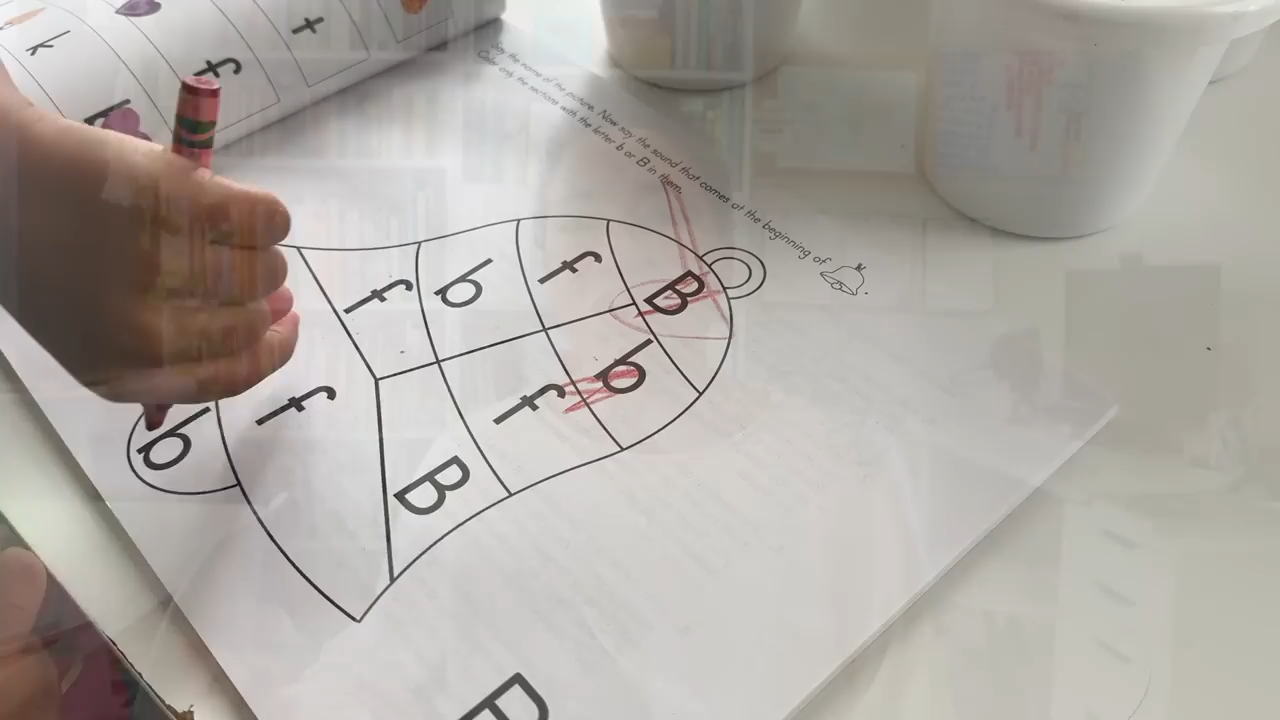 Say the name of the picture. Now say the sound that comes at the beginning of
Color only the sections with the letter b or B in them.
B
f
b
b
f
f
B
f
b
t
f
k
B